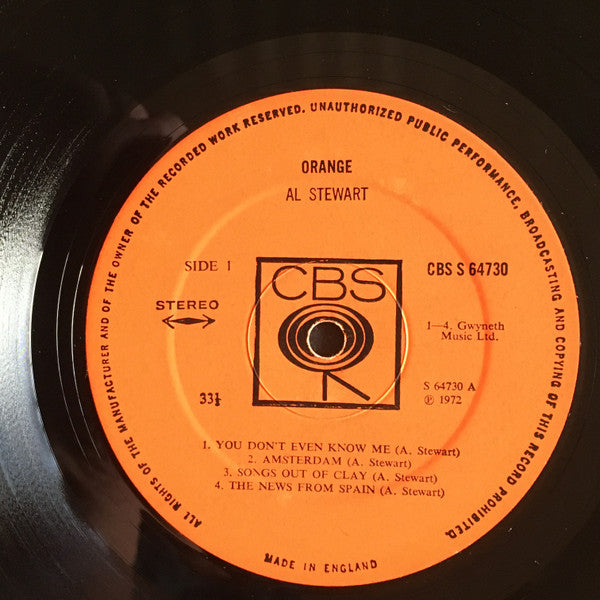 ALL RIGHTS OF THE MANUFACTURER AND OF THE OWNER OF THE RECORDED WORK RESERVED. UNAUTHORIZED PUBLIC PERFORMANCE, BROADCASTING AND COPYING OF THIS RECORD PROHIBITED.
ORANGE
AL STEWART
SIDE 1
CBS
CBS S 64730
STEREO
1—4. Gwyneth
Music Ltd.
33⅓
S 64730 A
℗ 1972
1. YOU DON'T EVEN KNOW ME (A. Stewart)
2. AMSTERDAM (A. Stewart)
3. SONGS OUT OF CLAY (A. Stewart)
4. THE NEWS FROM SPAIN (A. Stewart)
MADE IN ENGLAND